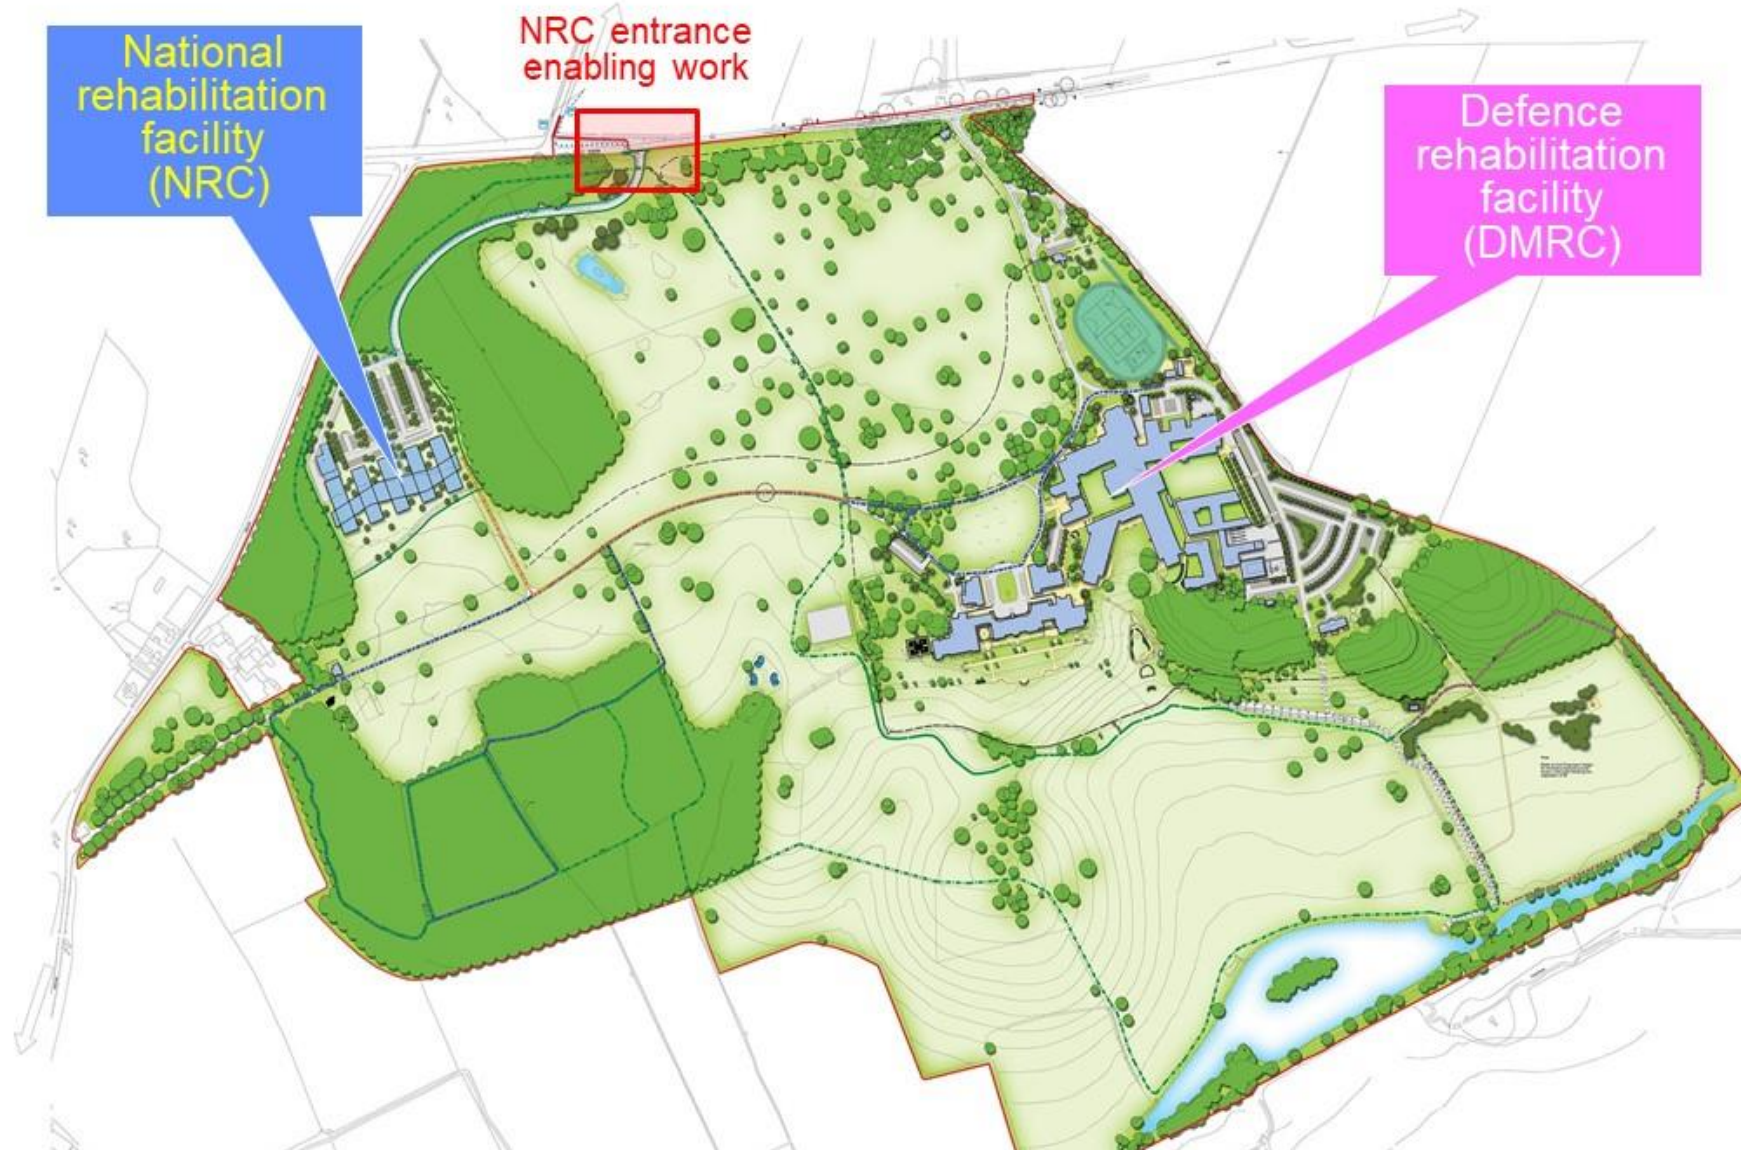 National
rehabilitation
facility
(NRC)
NRC entrance
enabling work
Defence
rehabilitation
facility
(DMRC)